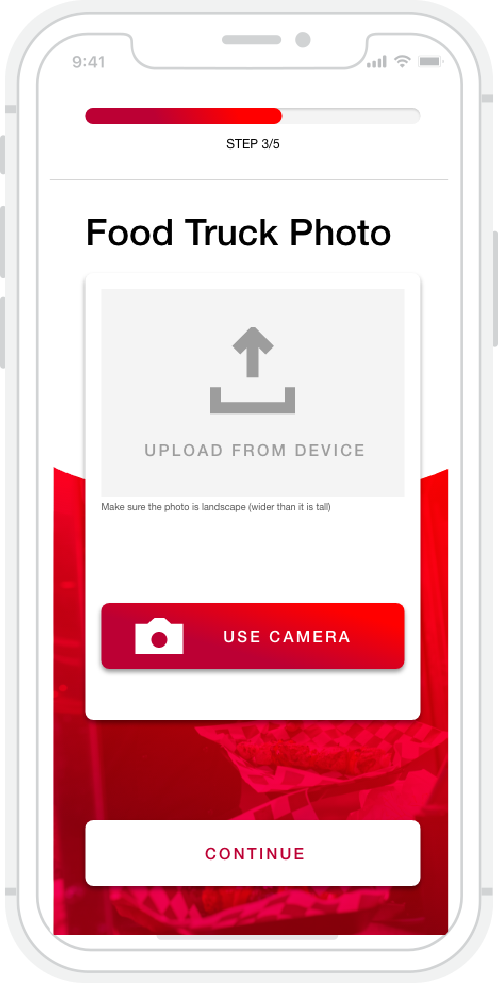 9:41
STEP 3/5
Food Truck Photo
UPLOAD FROM DEVICE
Make sure the photo is landscape (wider than it is tall)
USE CAMERA
CONTINUE